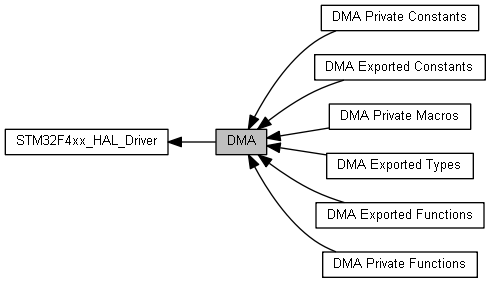 DMA Private Constants
DMA Exported Constants
DMA Private Macros
STM32F4xx_HAL_Driver
DMA
DMA Exported Types
DMA Exported Functions
DMA Private Functions